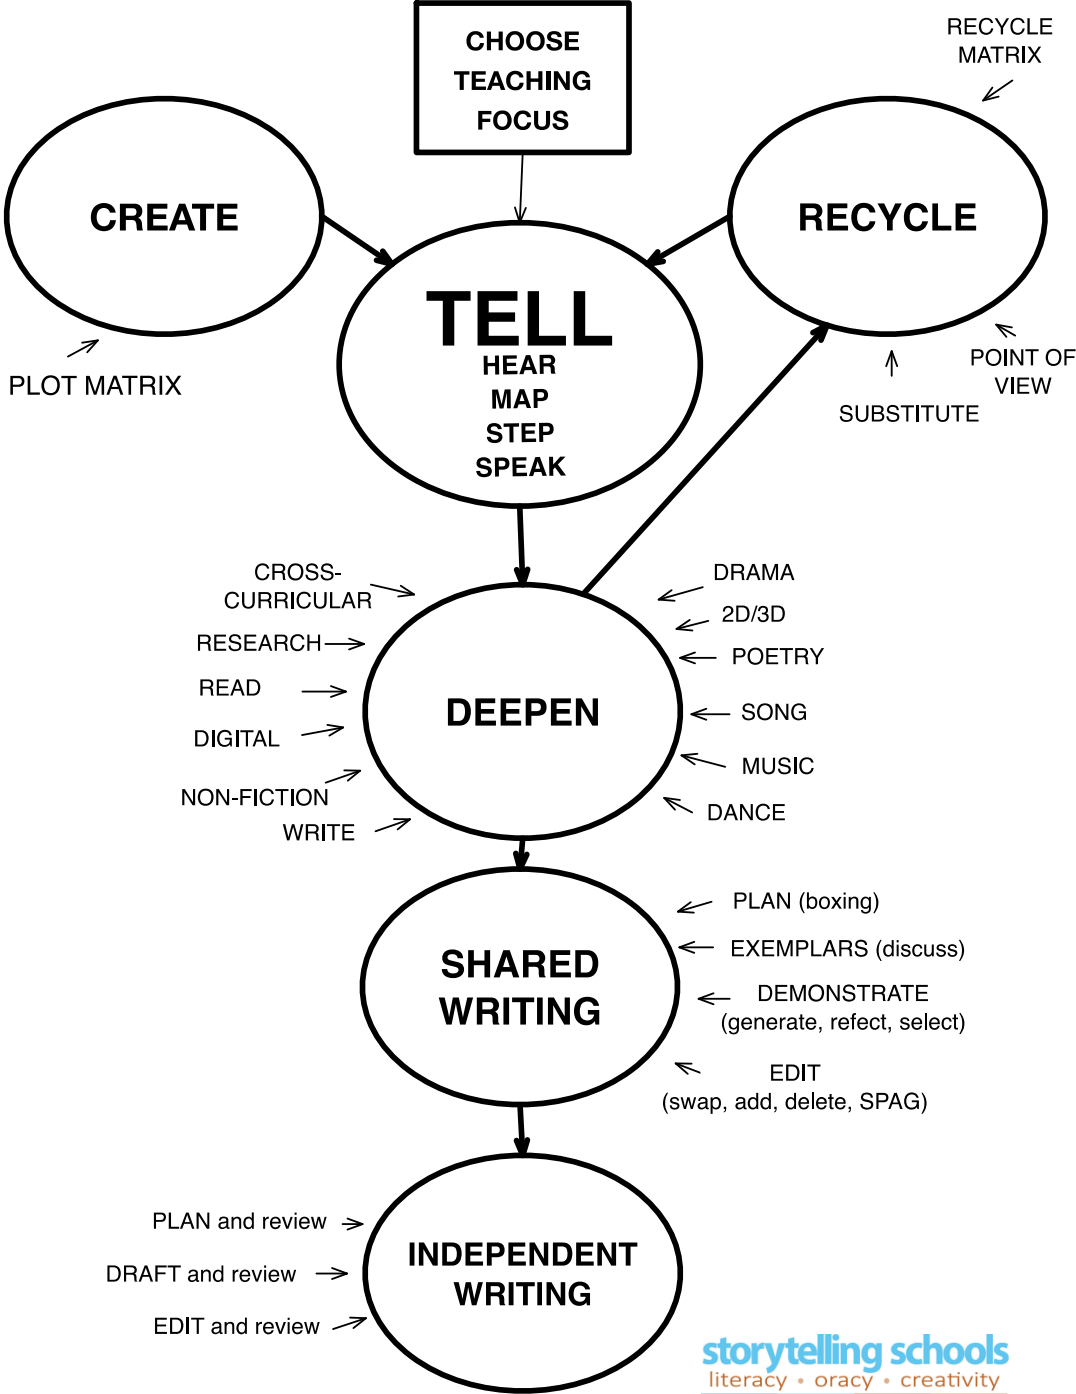 CHOOSE
TEACHING
FOCUS
RECYCLE
MATRIX
CREATE
RECYCLE
PLOT MATRIX
TELL
HEAR
MAP
STEP
SPEAK
POINT OF
VIEW
SUBSTITUTE
CROSS-
CURRICULAR
RESEARCH
READ
DIGITAL
NON-FICTION
WRITE
DEEPEN
DRAMA
2D/3D
POETRY
SONG
MUSIC
DANCE
SHARED
WRITING
PLAN (boxing)
EXEMPLARS (discuss)
DEMONSTRATE
(generate, refect, select)
EDIT
(swap, add, delete, SPAG)
PLAN and review
DRAFT and review
EDIT and review
INDEPENDENT
WRITING
storytelling schools
literacy • oracy • creativity